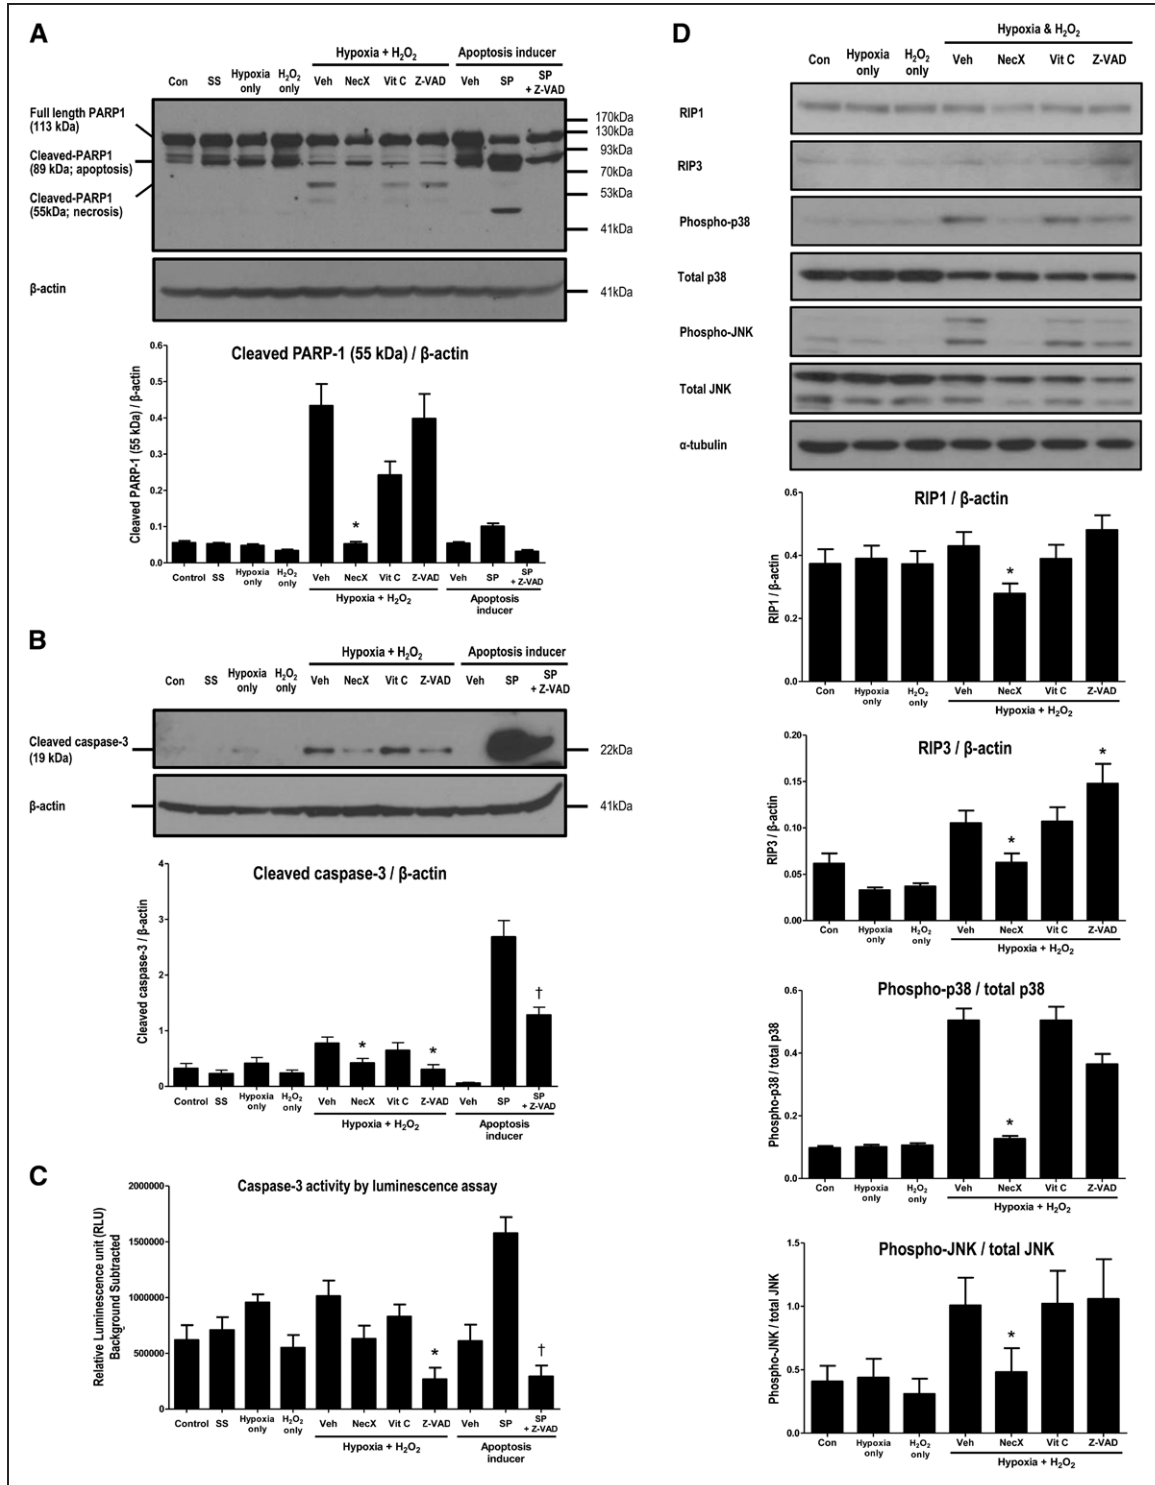 A
Hypoxia + H₂O₂
Apoptosis inducer
Con SS Hypoxia only H₂O₂ only Veh NecX Vit C Z-VAD Veh SP SP + Z-VAD
Full length PARP1
(113 kDa)
Cleaved-PARP1
(89 kDa; apoptosis)
Cleaved-PARP1
(55kDa; necrosis)
170kDa
130kDa
93kDa
70kDa
53kDa
41kDa
β-actin
41kDa
Cleaved PARP-1 (55 kDa) / β-actin
Cleaved PARP-1 (55 kDa) / β-actin
0.6
0.5
0.4
0.3
0.2
0.1
0.0
*
Control SS Hypoxia only H₂O₂ only Veh NecX Vit C Z-VAD Veh SP SP + Z-VAD
Hypoxia + H₂O₂
Apoptosis
inducer
B
Hypoxia + H₂O₂
Apoptosis inducer
Con SS Hypoxia only H₂O₂ only Veh NecX Vit C Z-VAD Veh SP SP + Z-VAD
Cleaved caspase-3
(19 kDa)
22kDa
β-actin
41kDa
Cleaved caspase-3 / β-actin
Cleaved caspase-3 / β-actin
4
3
2
1
0
* * †
Control SS Hypoxia only H₂O₂ only Veh NecX Vit C Z-VAD Veh SP SP + Z-VAD
Hypoxia + H₂O₂
Apoptosis
inducer
C
Caspase-3 activity by luminescence assay
Relative Luminescence unit (RLU)
Background Subtracted
2000000
1500000
1000000
500000
0
* †
Control SS Hypoxia only H₂O₂ only Veh NecX Vit C Z-VAD Veh SP SP + Z-VAD
Hypoxia + H₂O₂
Apoptosis
inducer
D
Hypoxia & H₂O₂
Con Hypoxia only H₂O₂ only Veh NecX Vit C Z-VAD
RIP1
RIP3
Phospho-p38
Total p38
Phospho-JNK
Total JNK
α-tubulin
RIP1 / β-actin
RIP1 / β-actin
0.6
0.4
0.2
0.0
*
Con Hypoxia only H₂O₂ only Veh NecX Vit C Z-VAD
Hypoxia + H₂O₂
RIP3 / β-actin
RIP3 / β-actin
0.20
0.15
0.10
0.05
0.00
* *
Con Hypoxia only H₂O₂ only Veh NecX Vit C Z-VAD
Hypoxia + H₂O₂
Phospho-p38 / total p38
Phospho-p38 / total p38
0.6
0.4
0.2
0.0
*
Con Hypoxia only H₂O₂ only Veh NecX Vit C Z-VAD
Hypoxia + H₂O₂
Phospho-JNK / total JNK
Phospho-JNK / total JNK
1.5
1.0
0.5
0.0
*
Con Hypoxia only H₂O₂ only Veh NecX Vit C Z-VAD
Hypoxia + H₂O₂